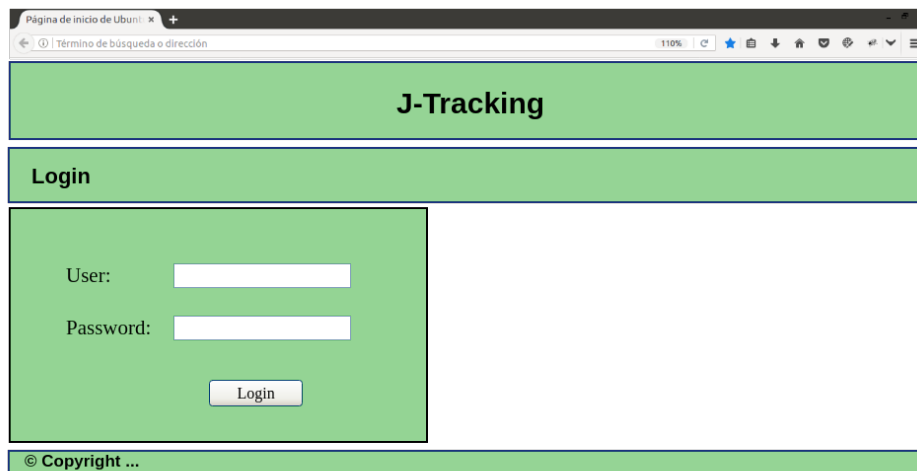 Página de inicio de Ubun
Término de búsqueda o dirección
110%
J-Tracking
Login
User:
Password:
Login
© Copyright ...